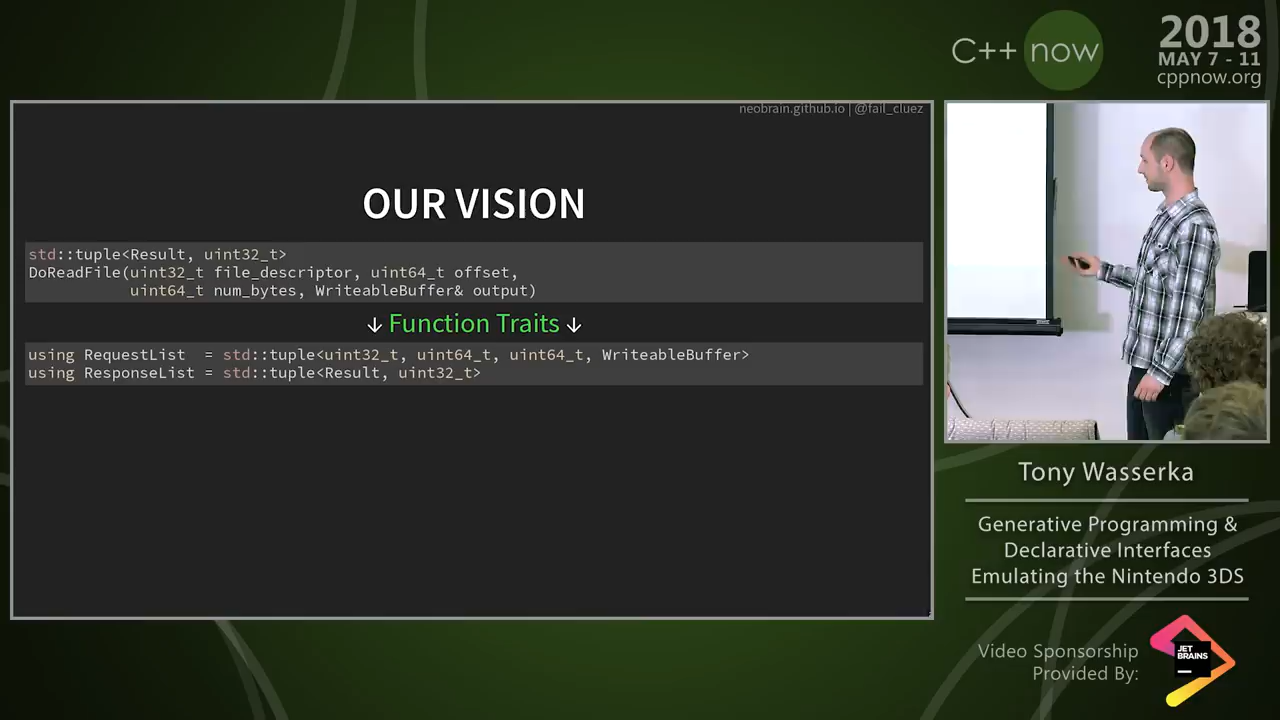 C++ now
2018
MAY 7 - 11
cppnow.org
neobrain.github.io | @fail_cluez
OUR VISION
std::tuple<Result, uint32_t>
DoReadFile(uint32_t file_descriptor, uint64_t offset,
uint64_t num_bytes, WriteableBuffer& output)
↓ Function Traits ↓
using RequestList  = std::tuple<uint32_t, uint64_t, uint64_t, WriteableBuffer>
using ResponseList = std::tuple<Result, uint32_t>
Tony Wasserka
Generative Programming &
Declarative Interfaces
Emulating the Nintendo 3DS
Video Sponsorship
Provided By:
JET
BRAINS